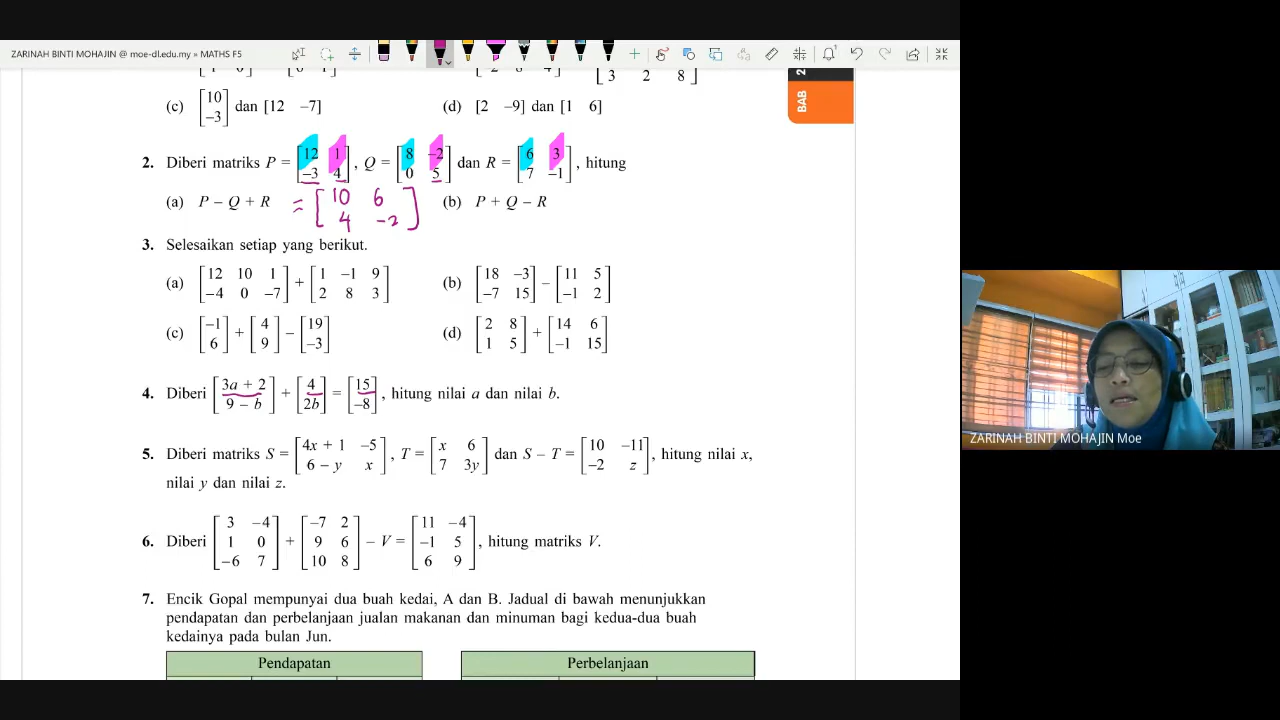 ZARINAH BINTI MOHAJIN @ moe-dl.edu.my » MATHS F5
3 2 8
BAB 2
(c) [10 −3] dan [12 −7]
(d) [2 −9] dan [1 6]
2. Diberi matriks P = [12 1 −3 4], Q = [8 −2 0 5] dan R = [6 3 7 −1], hitung
(a) P − Q + R = [10 6 4 -2]
(b) P + Q − R
3. Selesaikan setiap yang berikut.
(a) [12 10 1 −4 0 −7] + [1 −1 9 2 8 3]
(b) [18 −3 −7 15] − [11 5 −1 2]
(c) [−1 6] + [4 9] − [19 −3]
(d) [2 8 1 5] + [14 6 −1 15]
4. Diberi [3a + 2 9 − b] + [4 2b] = [15 −8], hitung nilai a dan nilai b.
5. Diberi matriks S = [4x + 1 −5 6 − y x], T = [x 6 7 3y] dan S − T = [10 −11 −2 z], hitung nilai x,
nilai y dan nilai z.
6. Diberi [3 −4 1 0 −6 7] + [−7 2 9 6 10 8] − V = [11 −4 −1 5 6 9], hitung matriks V.
7. Encik Gopal mempunyai dua buah kedai, A dan B. Jadual di bawah menunjukkan
pendapatan dan perbelanjaan jualan makanan dan minuman bagi kedua-dua buah
kedainya pada bulan Jun.
Pendapatan
Perbelanjaan
ZARINAH BINTI MOHAJIN Moe